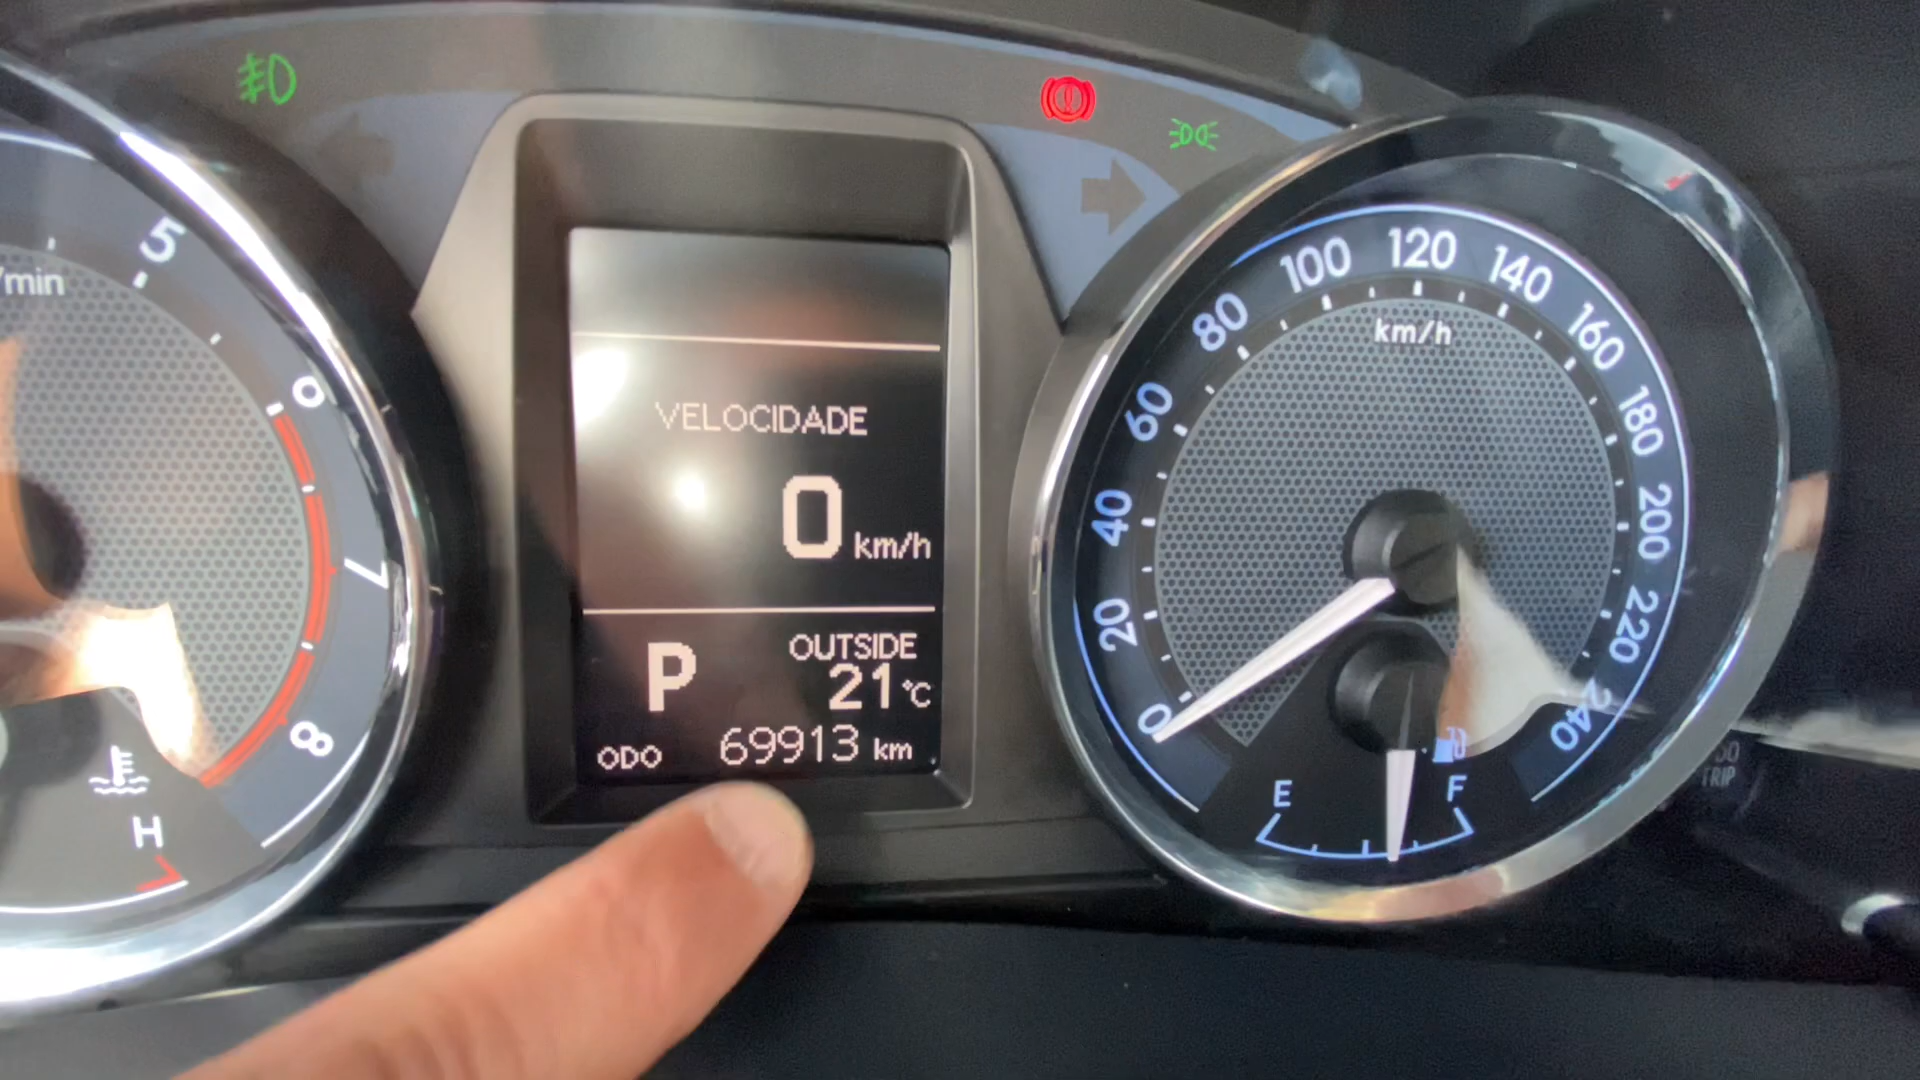 5
/min
6
7
8
H
VELOCIDADE
0 km/h
P
OUTSIDE
21 °C
ODO 69913 km
0
20
40
60
80
100
120
140
160
180
200
220
240
km/h
E
F
TRIP